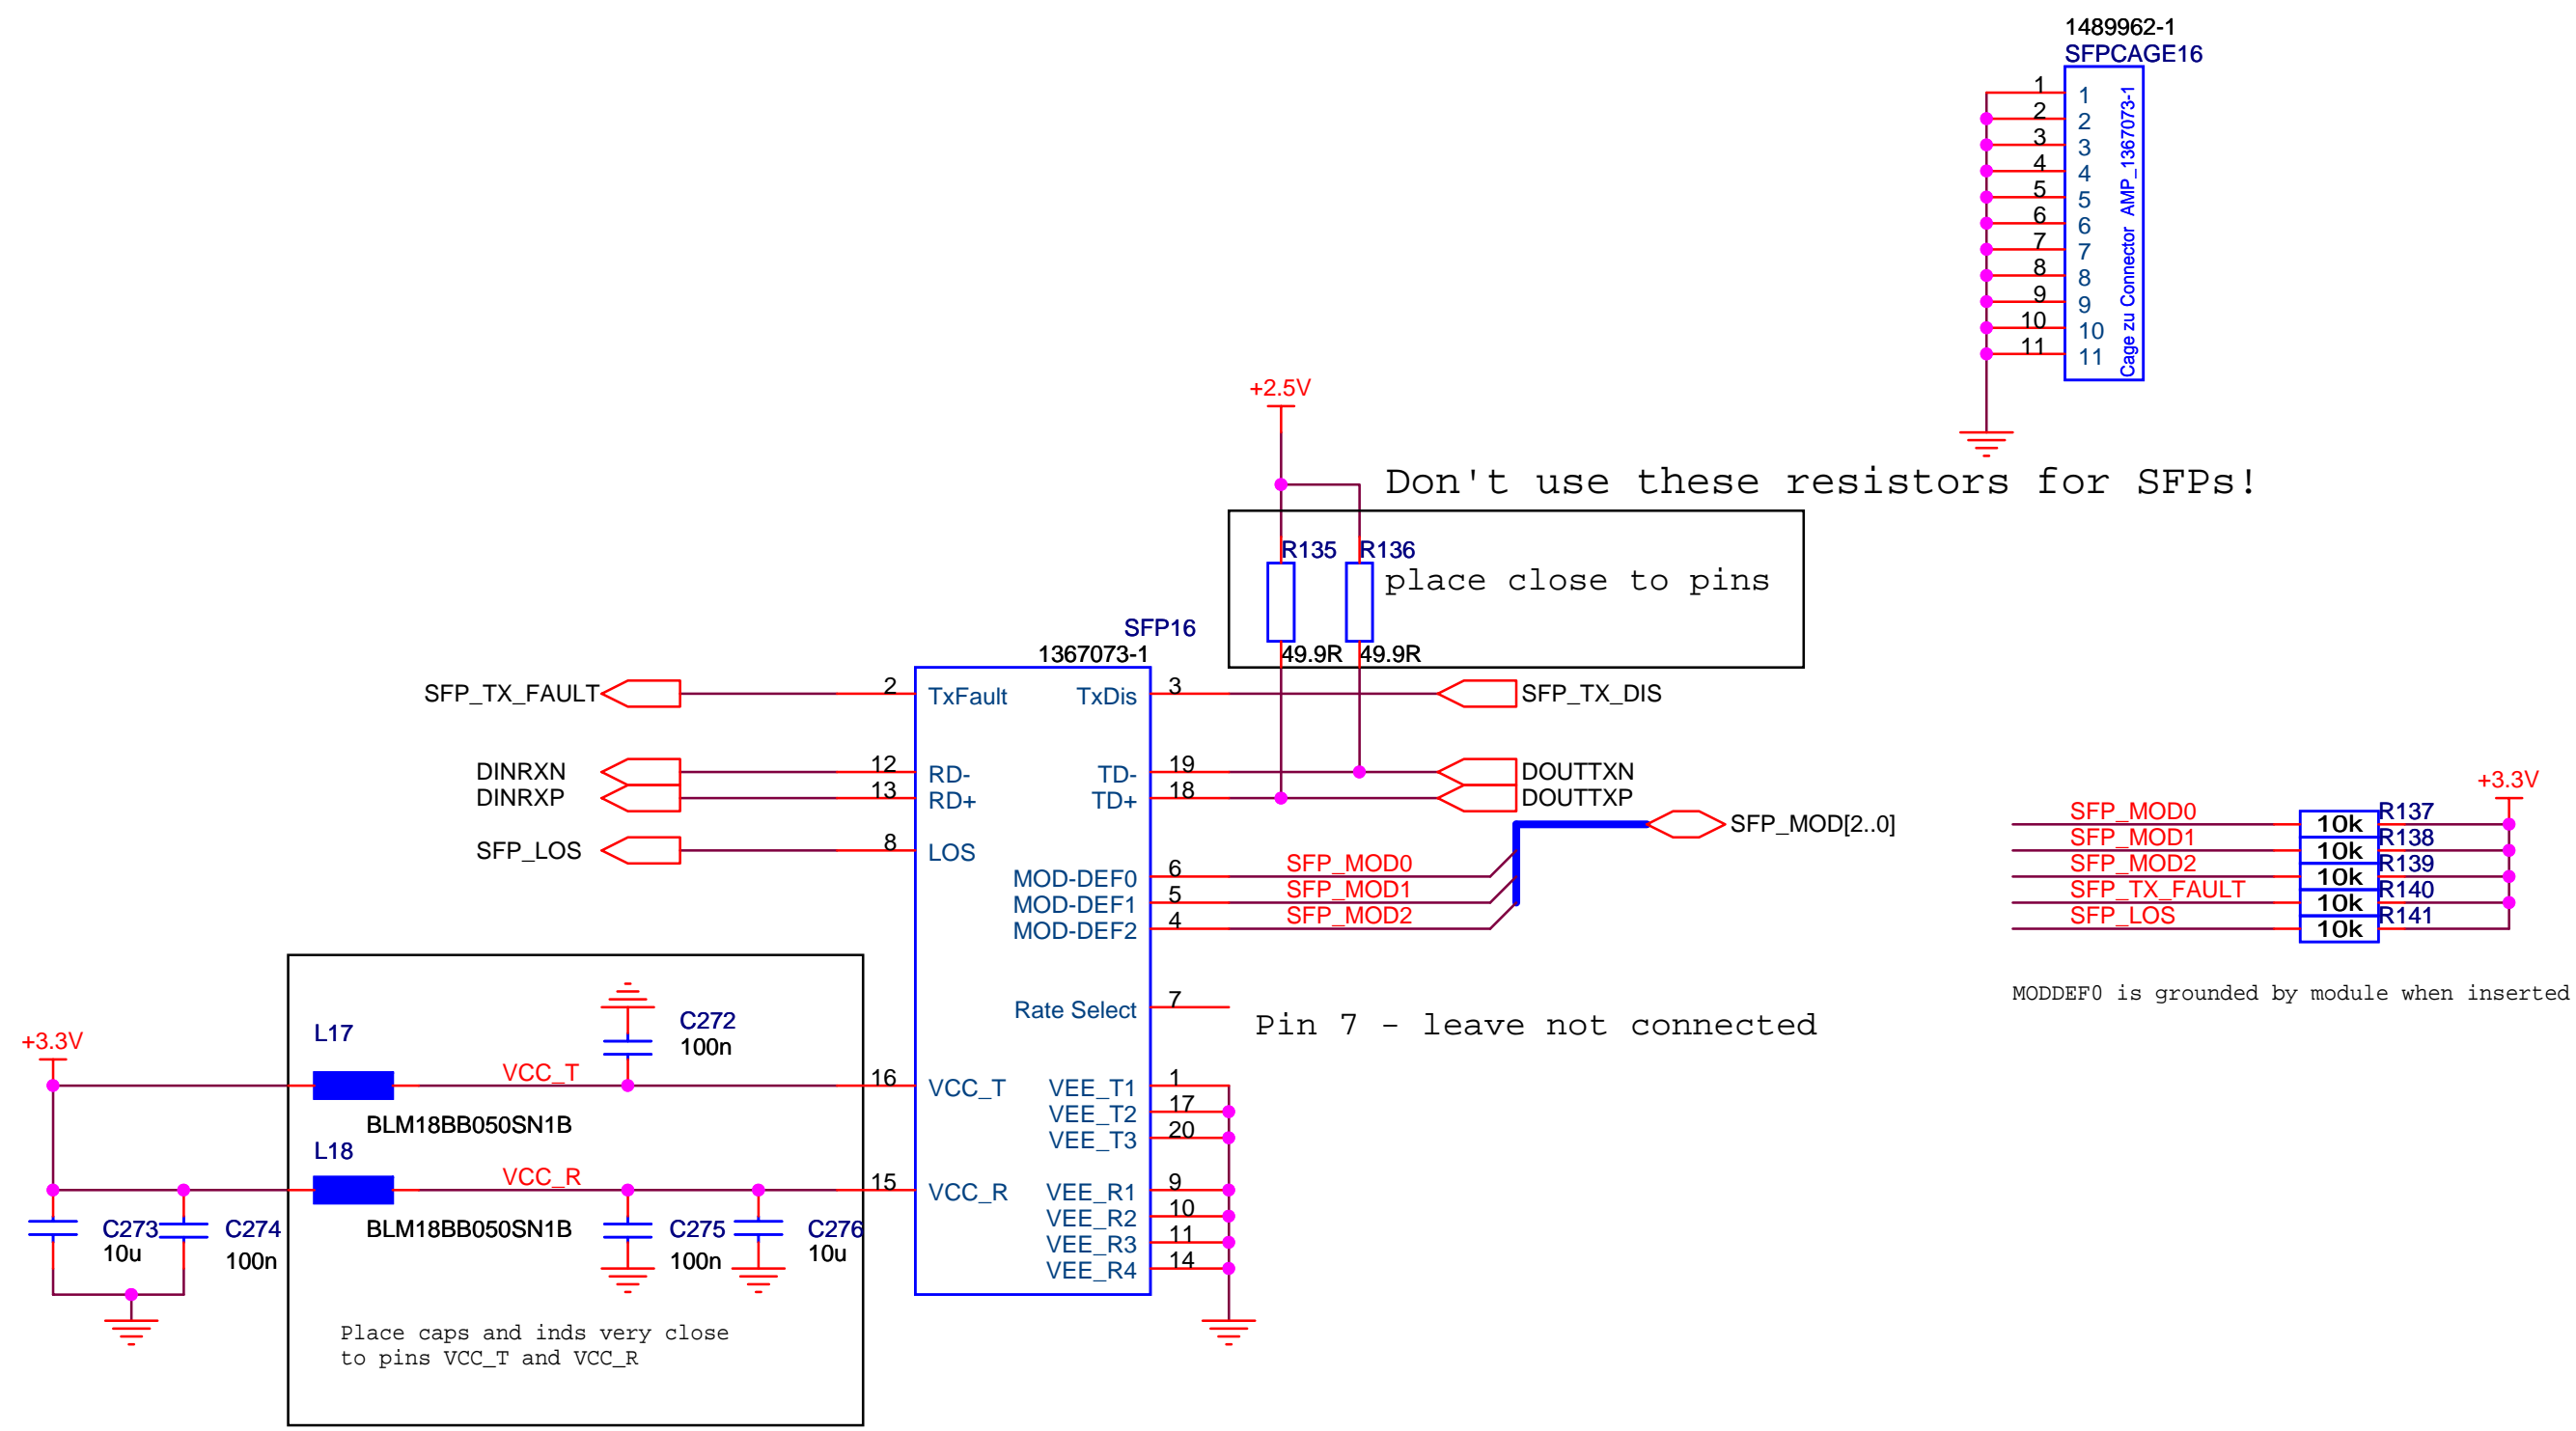 1489962-1
SFPCAGE16
1 1
2 2
3 3
4 4
5 5
6 6
7 7
8 8
9 9
10 10
11 11
Cage zu Connector AMP_1367073-1
+2.5V
Don't use these resistors for SFPs!
R135 R136
place close to pins
49.9R 49.9R
SFP16
1367073-1
SFP_TX_FAULT 2 TxFault TxDis 3 SFP_TX_DIS
DINRXN 12 RD- TD- 19 DOUTTXN
DINRXP 13 RD+ TD+ 18 DOUTTXP
SFP_MOD[2..0]
SFP_LOS 8 LOS
MOD-DEF0 6 SFP_MOD0
MOD-DEF1 5 SFP_MOD1
MOD-DEF2 4 SFP_MOD2
Rate Select 7
Pin 7 - leave not connected
+3.3V
SFP_MOD0 10k R137
SFP_MOD1 10k R138
SFP_MOD2 10k R139
SFP_TX_FAULT 10k R140
SFP_LOS 10k R141
MODDEF0 is grounded by module when inserted
+3.3V
L17
C272
100n
VCC_T 16 VCC_T
BLM18BB050SN1B
L18
VCC_R 15 VCC_R
BLM18BB050SN1B
C273
10u
C274
100n
C275
100n
C276
10u
VEE_T1 1
VEE_T2 17
VEE_T3 20
VEE_R1 9
VEE_R2 10
VEE_R3 11
VEE_R4 14
Place caps and inds very close
to pins VCC_T and VCC_R